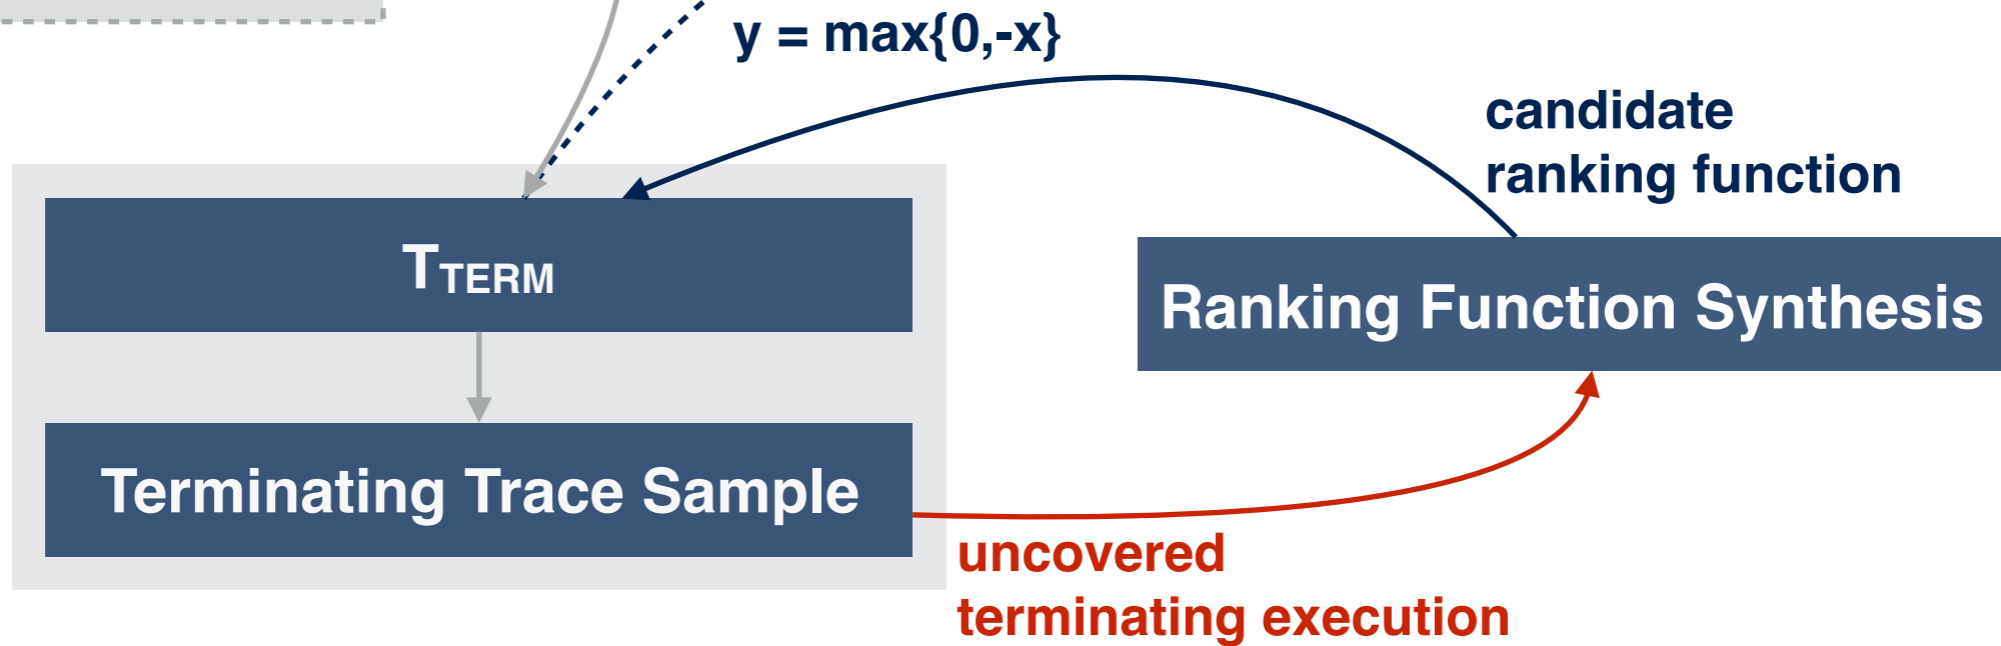 y = max{0,-x}
candidate
ranking function
TTERM
Ranking Function Synthesis
Terminating Trace Sample
uncovered
terminating execution